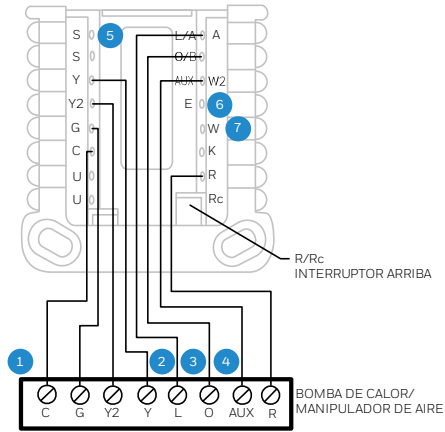 S 5 L/A A
S O/B
Y AUX W2
Y2 E 6
G W 7
C K
U R
U Rc
R/Rc
INTERRUPTOR ARRIBA
1 2 3 4
C G Y2 Y L O AUX R
BOMBA DE CALOR/
MANIPULADOR DE AIRE